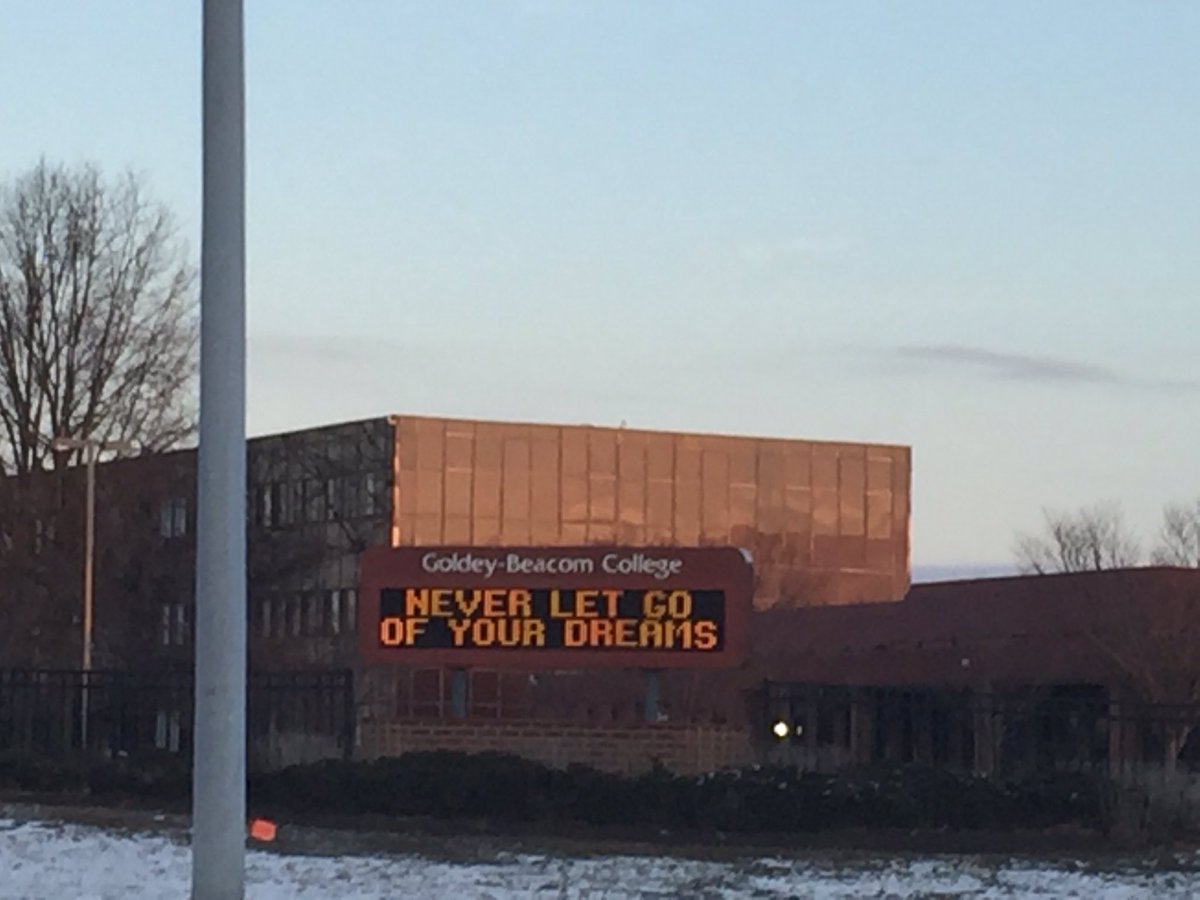 Goldey-Beacom College
NEVER LET GO
OF YOUR DREAMS